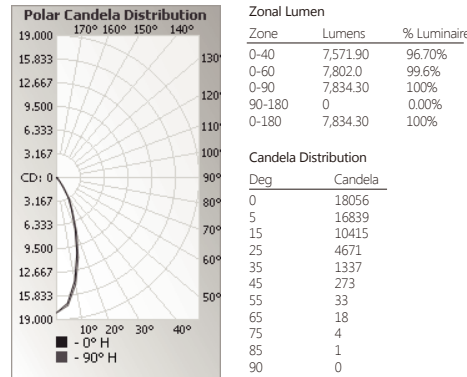 Polar Candela Distribution
170° 160° 150° 140°
19.000
15.833
12.667
9.500
6.333
3.167
CD: 0
3.167
6.333
9.500
12.667
15.833
19.000
130°
120°
110°
100°
90°
80°
70°
60°
50°
10° 20° 30° 40°
- 0° H
- 90° H
Zonal Lumen
Zone Lumens % Luminaire
0-40 7,571.90 96.70%
0-60 7,802.0 99.6%
0-90 7,834.30 100%
90-180 0 0.00%
0-180 7,834.30 100%
Candela Distribution
Deg Candela
0 18056
5 16839
15 10415
25 4671
35 1337
45 273
55 33
65 18
75 4
85 1
90 0